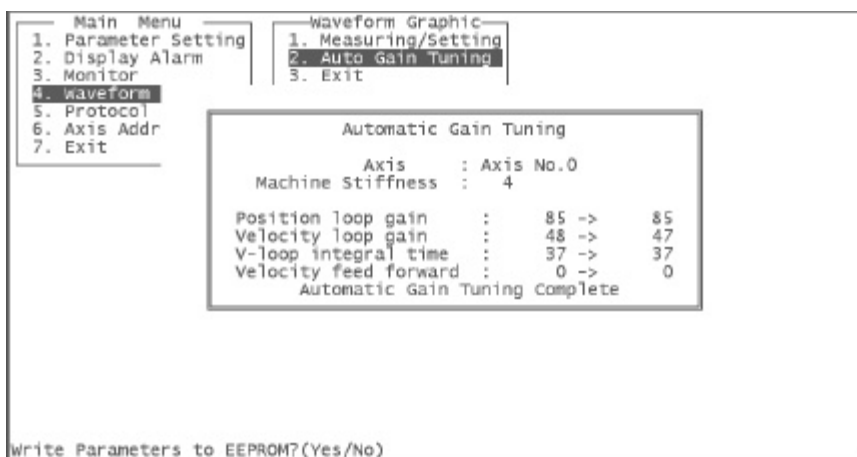 Main Menu
1. Parameter Setting
2. Display Alarm
3. Monitor
4. Waveform
5. Protocol
6. Axis Addr
7. Exit
Waveform Graphic
1. Measuring/Setting
2. Auto Gain Tuning
3. Exit
Automatic Gain Tuning
Axis : Axis No.0
Machine Stiffness : 4
Position loop gain : 85 -> 85
Velocity loop gain : 48 -> 47
V-loop integral time : 37 -> 37
Velocity feed forward : 0 -> 0
Automatic Gain Tuning Complete
Write Parameters to EEPROM?(Yes/No)